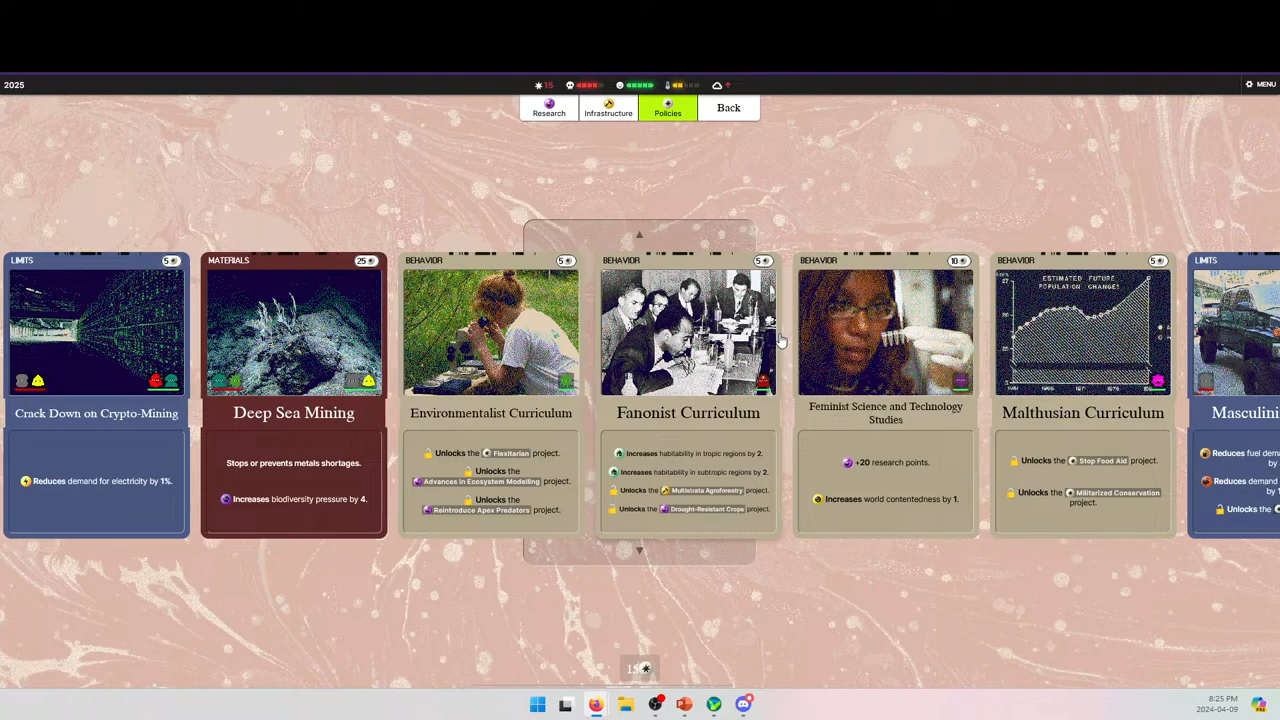 2025
15
MENU
Research
Infrastructure
Policies
Back
LIMITS
5
Crack Down on Crypto-Mining
Reduces demand for electricity by 1%.
MATERIALS
25
Deep Sea Mining
Stops or prevents metals shortages.
Increases biodiversity pressure by 4.
BEHAVIOR
5
Environmentalist Curriculum
Unlocks the Flexitarian project.
Unlocks the
Advances in Ecosystem Modelling project.
Unlocks the
Reintroduce Apex Predators project.
BEHAVIOR
5
Fanonist Curriculum
Increases habitability in tropic regions by 2.
Increases habitability in subtropic regions by 2.
Unlocks the Multistrata Agroforestry project.
Unlocks the Drought-Resistant Crops project.
BEHAVIOR
10
Feminist Science and Technology
Studies
+20 research points.
Increases world contentedness by 1.
BEHAVIOR
5
ESTIMATED FUTURE
POPULATION CHANGES
Malthusian Curriculum
Unlocks the Stop Food Aid project.
Unlocks the Militarized Conservation
project.
LIMITS
Masculini
Reduces fuel dema
by
Reduces demand
by
Unlocks the
15
8:25 PM
2024-04-09